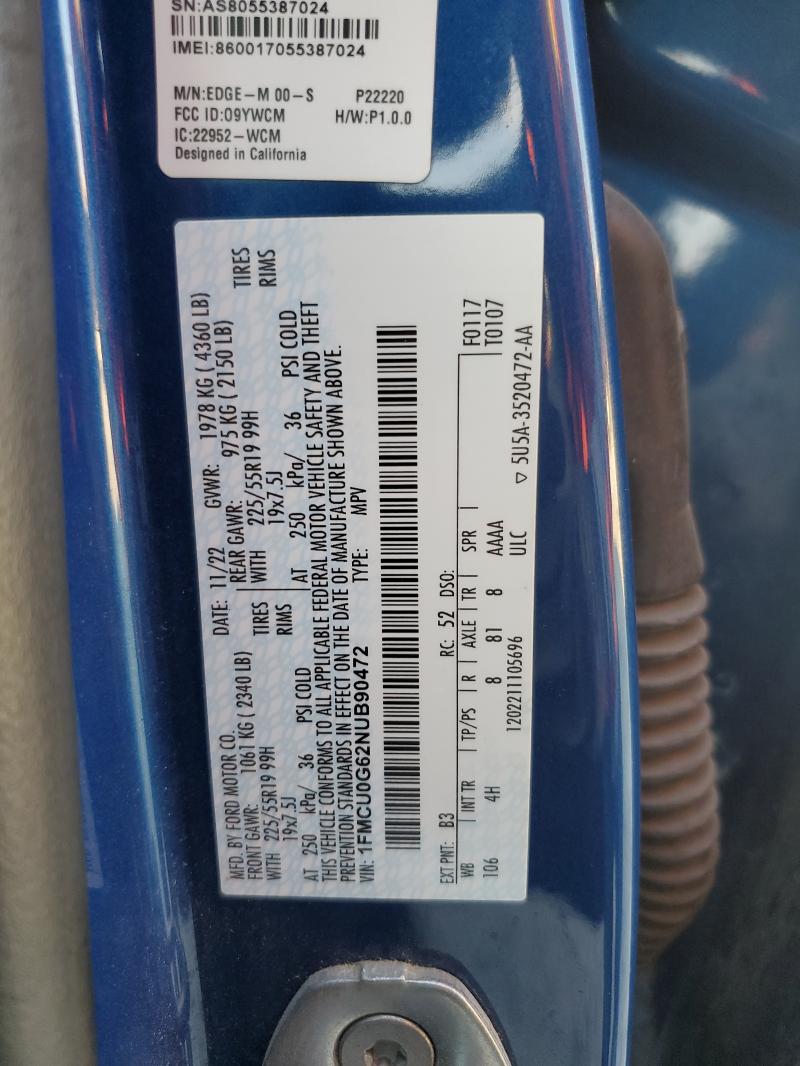 SN:AS8055387024
IMEI:860017055387024
M/N:EDGE-M 00-S P22220
FCC ID:O9YWCM H/W:P1.0.0
IC:22952-WCM
Designed in California
MFD. BY FORD MOTOR CO. DATE: 11/22 GVWR: 1978 KG ( 4360 LB)
FRONT GAWR: 1061 KG ( 2340 LB) REAR GAWR: 975 KG ( 2150 LB)
WITH 225/55R19 99H TIRES WITH 225/55R19 99H TIRES
19x7.5J RIMS 19x7.5J RIMS
AT 250 kPa/ 36 PSI COLD AT 250 kPa/ 36 PSI COLD
THIS VEHICLE CONFORMS TO ALL APPLICABLE FEDERAL MOTOR VEHICLE SAFETY AND THEFT
PREVENTION STANDARDS IN EFFECT ON THE DATE OF MANUFACTURE SHOWN ABOVE.
VIN: 1FMCU0G62NUB90472 TYPE: MPV
EXT PNT: B3 RC: 52 DSO:
WB INT TR TP/PS R AXLE TR SPR F0117
106 4H 8 81 8 AAAA T0107
ULC
1202211105696 ▽ 5U5A-3520472-AA